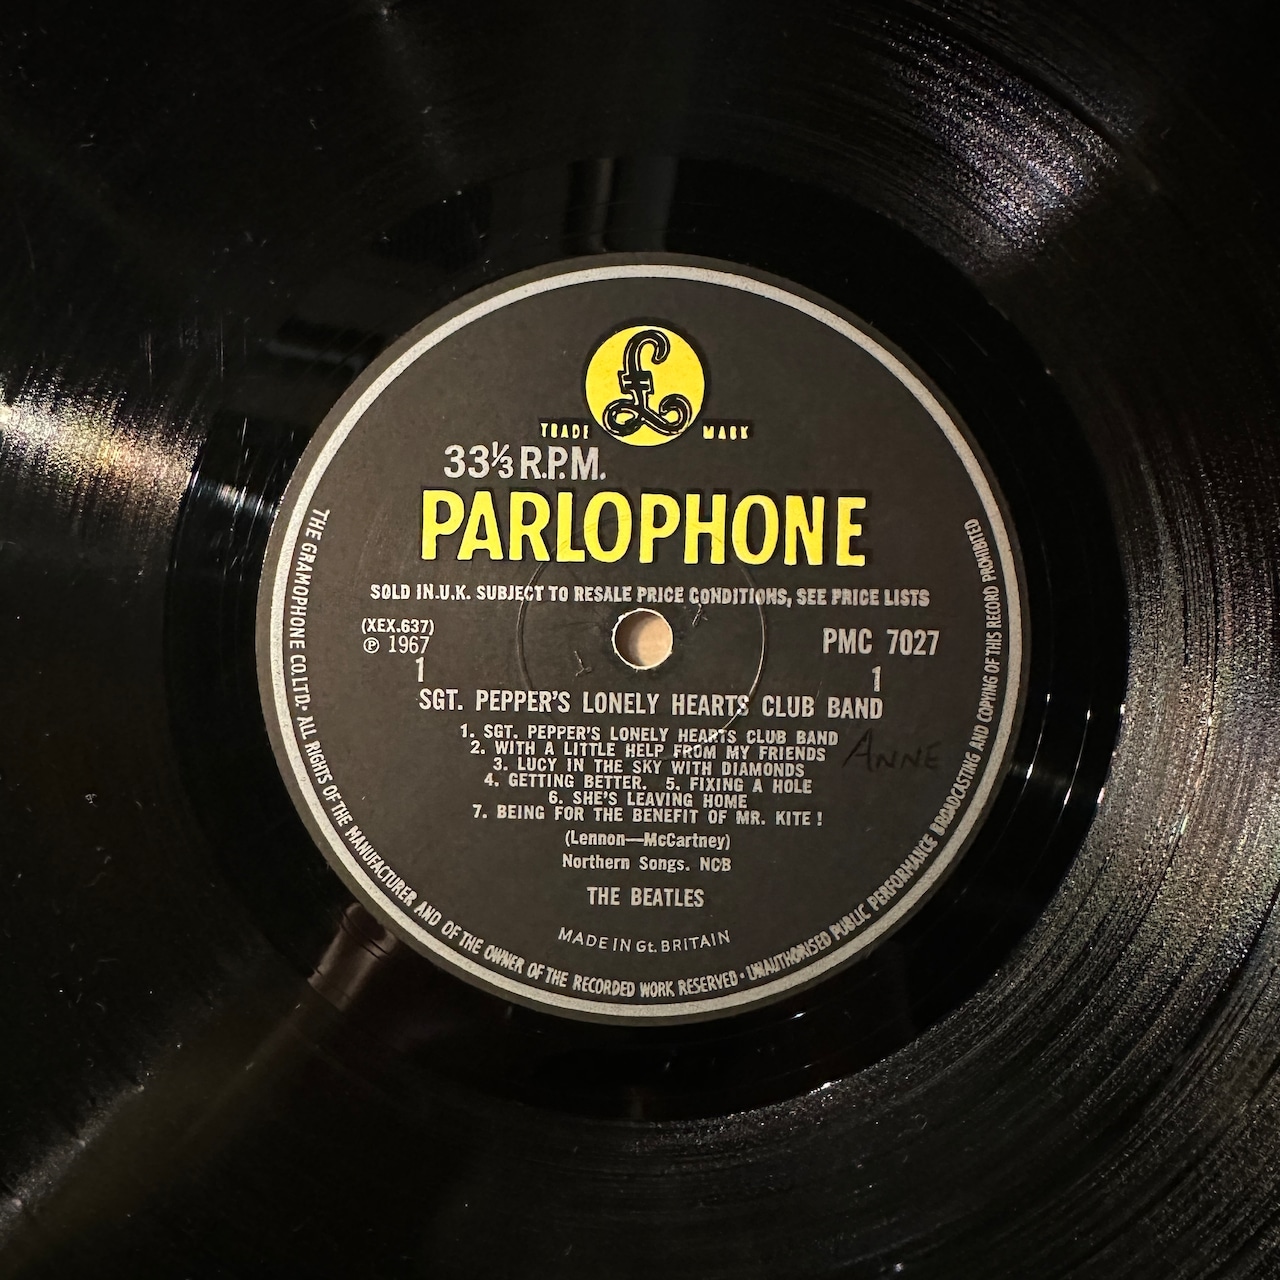 £
TRADE MARK
33⅓ R.P.M.
PARLOPHONE
SOLD IN U.K. SUBJECT TO RESALE PRICE CONDITIONS, SEE PRICE LISTS
(XEX.637)
℗ 1967
1
PMC 7027
1
SGT. PEPPER'S LONELY HEARTS CLUB BAND
1. SGT. PEPPER'S LONELY HEARTS CLUB BAND
2. WITH A LITTLE HELP FROM MY FRIENDS
3. LUCY IN THE SKY WITH DIAMONDS
4. GETTING BETTER. 5. FIXING A HOLE
6. SHE'S LEAVING HOME
7. BEING FOR THE BENEFIT OF MR. KITE !
ANNE
(Lennon—McCartney)
Northern Songs. NCB
THE BEATLES
MADE IN Gt. BRITAIN
THE GRAMOPHONE CO. LTD· ALL RIGHTS OF THE MANUFACTURER AND OF THE OWNER OF THE RECORDED WORK RESERVED · UNAUTHORISED PUBLIC PERFORMANCE BROADCASTING AND COPYING OF THIS RECORD PROHIBITED